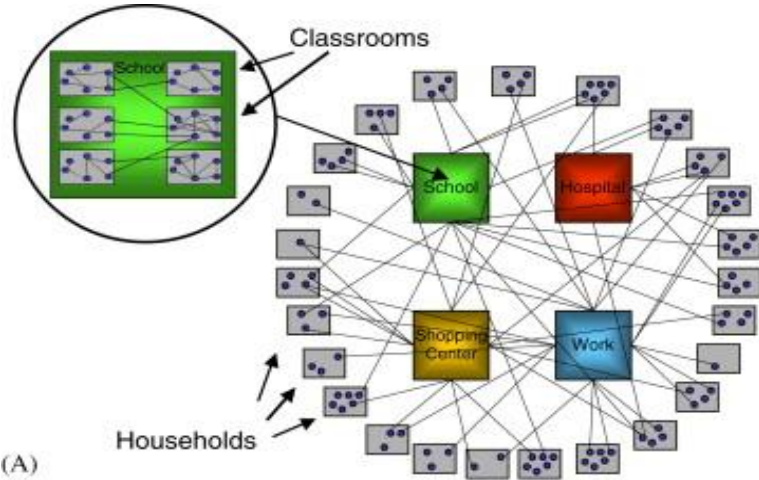 Classrooms
School
School
Hospital
Shopping
Center
Work
Households
(A)